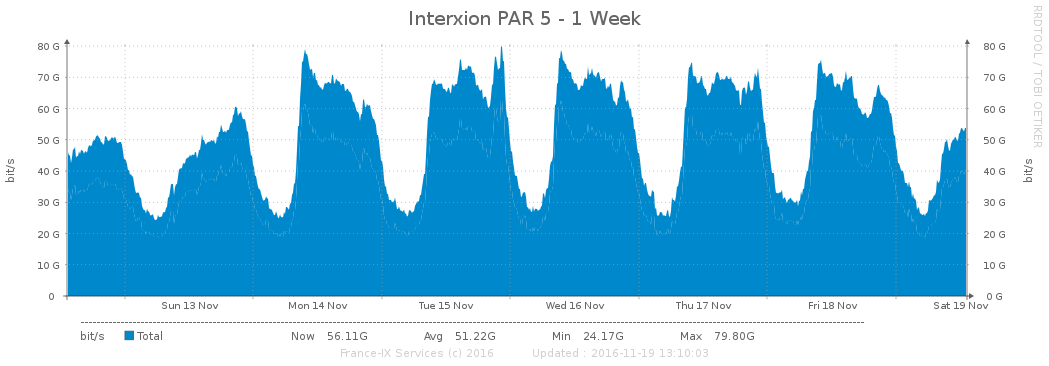 Interxion PAR 5 - 1 Week
RRDTOOL / TOBI OETIKER
80 G 80 G
70 G 70 G
60 G 60 G
50 G 50 G
40 G 40 G
30 G 30 G
20 G 20 G
10 G 10 G
0 0 G
bit/s
bit/s
Sun 13 Nov Mon 14 Nov Tue 15 Nov Wed 16 Nov Thu 17 Nov Fri 18 Nov Sat 19 Nov
bit/s Total Now 56.11G Avg 51.22G Min 24.17G Max 79.80G
France-IX Services (c) 2016 Updated : 2016-11-19 13:10:03